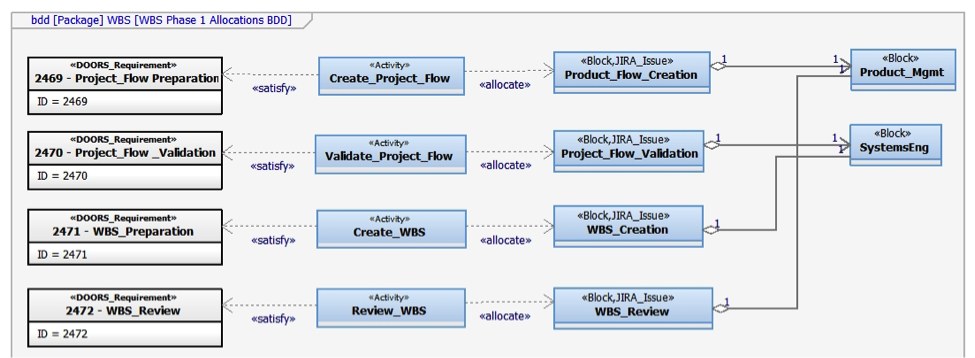 bdd [Package] WBS [WBS Phase 1 Allocations BDD]
«DOORS_Requirement»
2469 - Project_Flow Preparation
ID = 2469
«satisfy»
«Activity»
Create_Project_Flow
«allocate»
«Block,JIRA_Issue»
Product_Flow_Creation
1
1
1
«Block»
Product_Mgmt
«DOORS_Requirement»
2470 - Project_Flow _Validation
ID = 2470
«satisfy»
«Activity»
Validate_Project_Flow
«allocate»
«Block,JIRA_Issue»
Project_Flow_Validation
1
1
1
«Block»
SystemsEng
«DOORS_Requirement»
2471 - WBS_Preparation
ID = 2471
«satisfy»
«Activity»
Create_WBS
«allocate»
«Block,JIRA_Issue»
WBS_Creation
1
«DOORS_Requirement»
2472 - WBS_Review
ID = 2472
«satisfy»
«Activity»
Review_WBS
«allocate»
«Block,JIRA_Issue»
WBS_Review
1